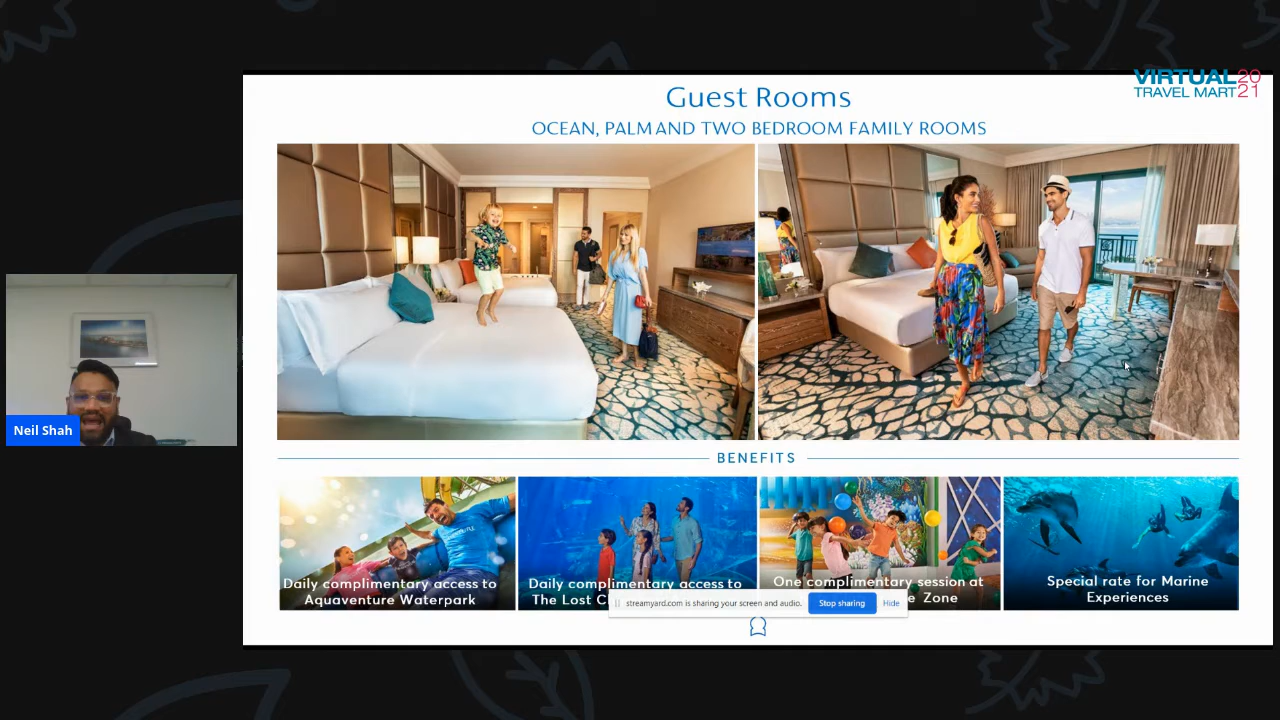 VIRTUAL 20
TRAVEL MART 21
Guest Rooms
OCEAN, PALM AND TWO BEDROOM FAMILY ROOMS
Neil Shah
BENEFITS
Daily complimentary access to
Aquaventure Waterpark
Daily complimentary access to
The Lost
One complimentary session at
Zone
Special rate for Marine
Experiences
streamyard.com is sharing your screen and audio.
Stop sharing
Hide